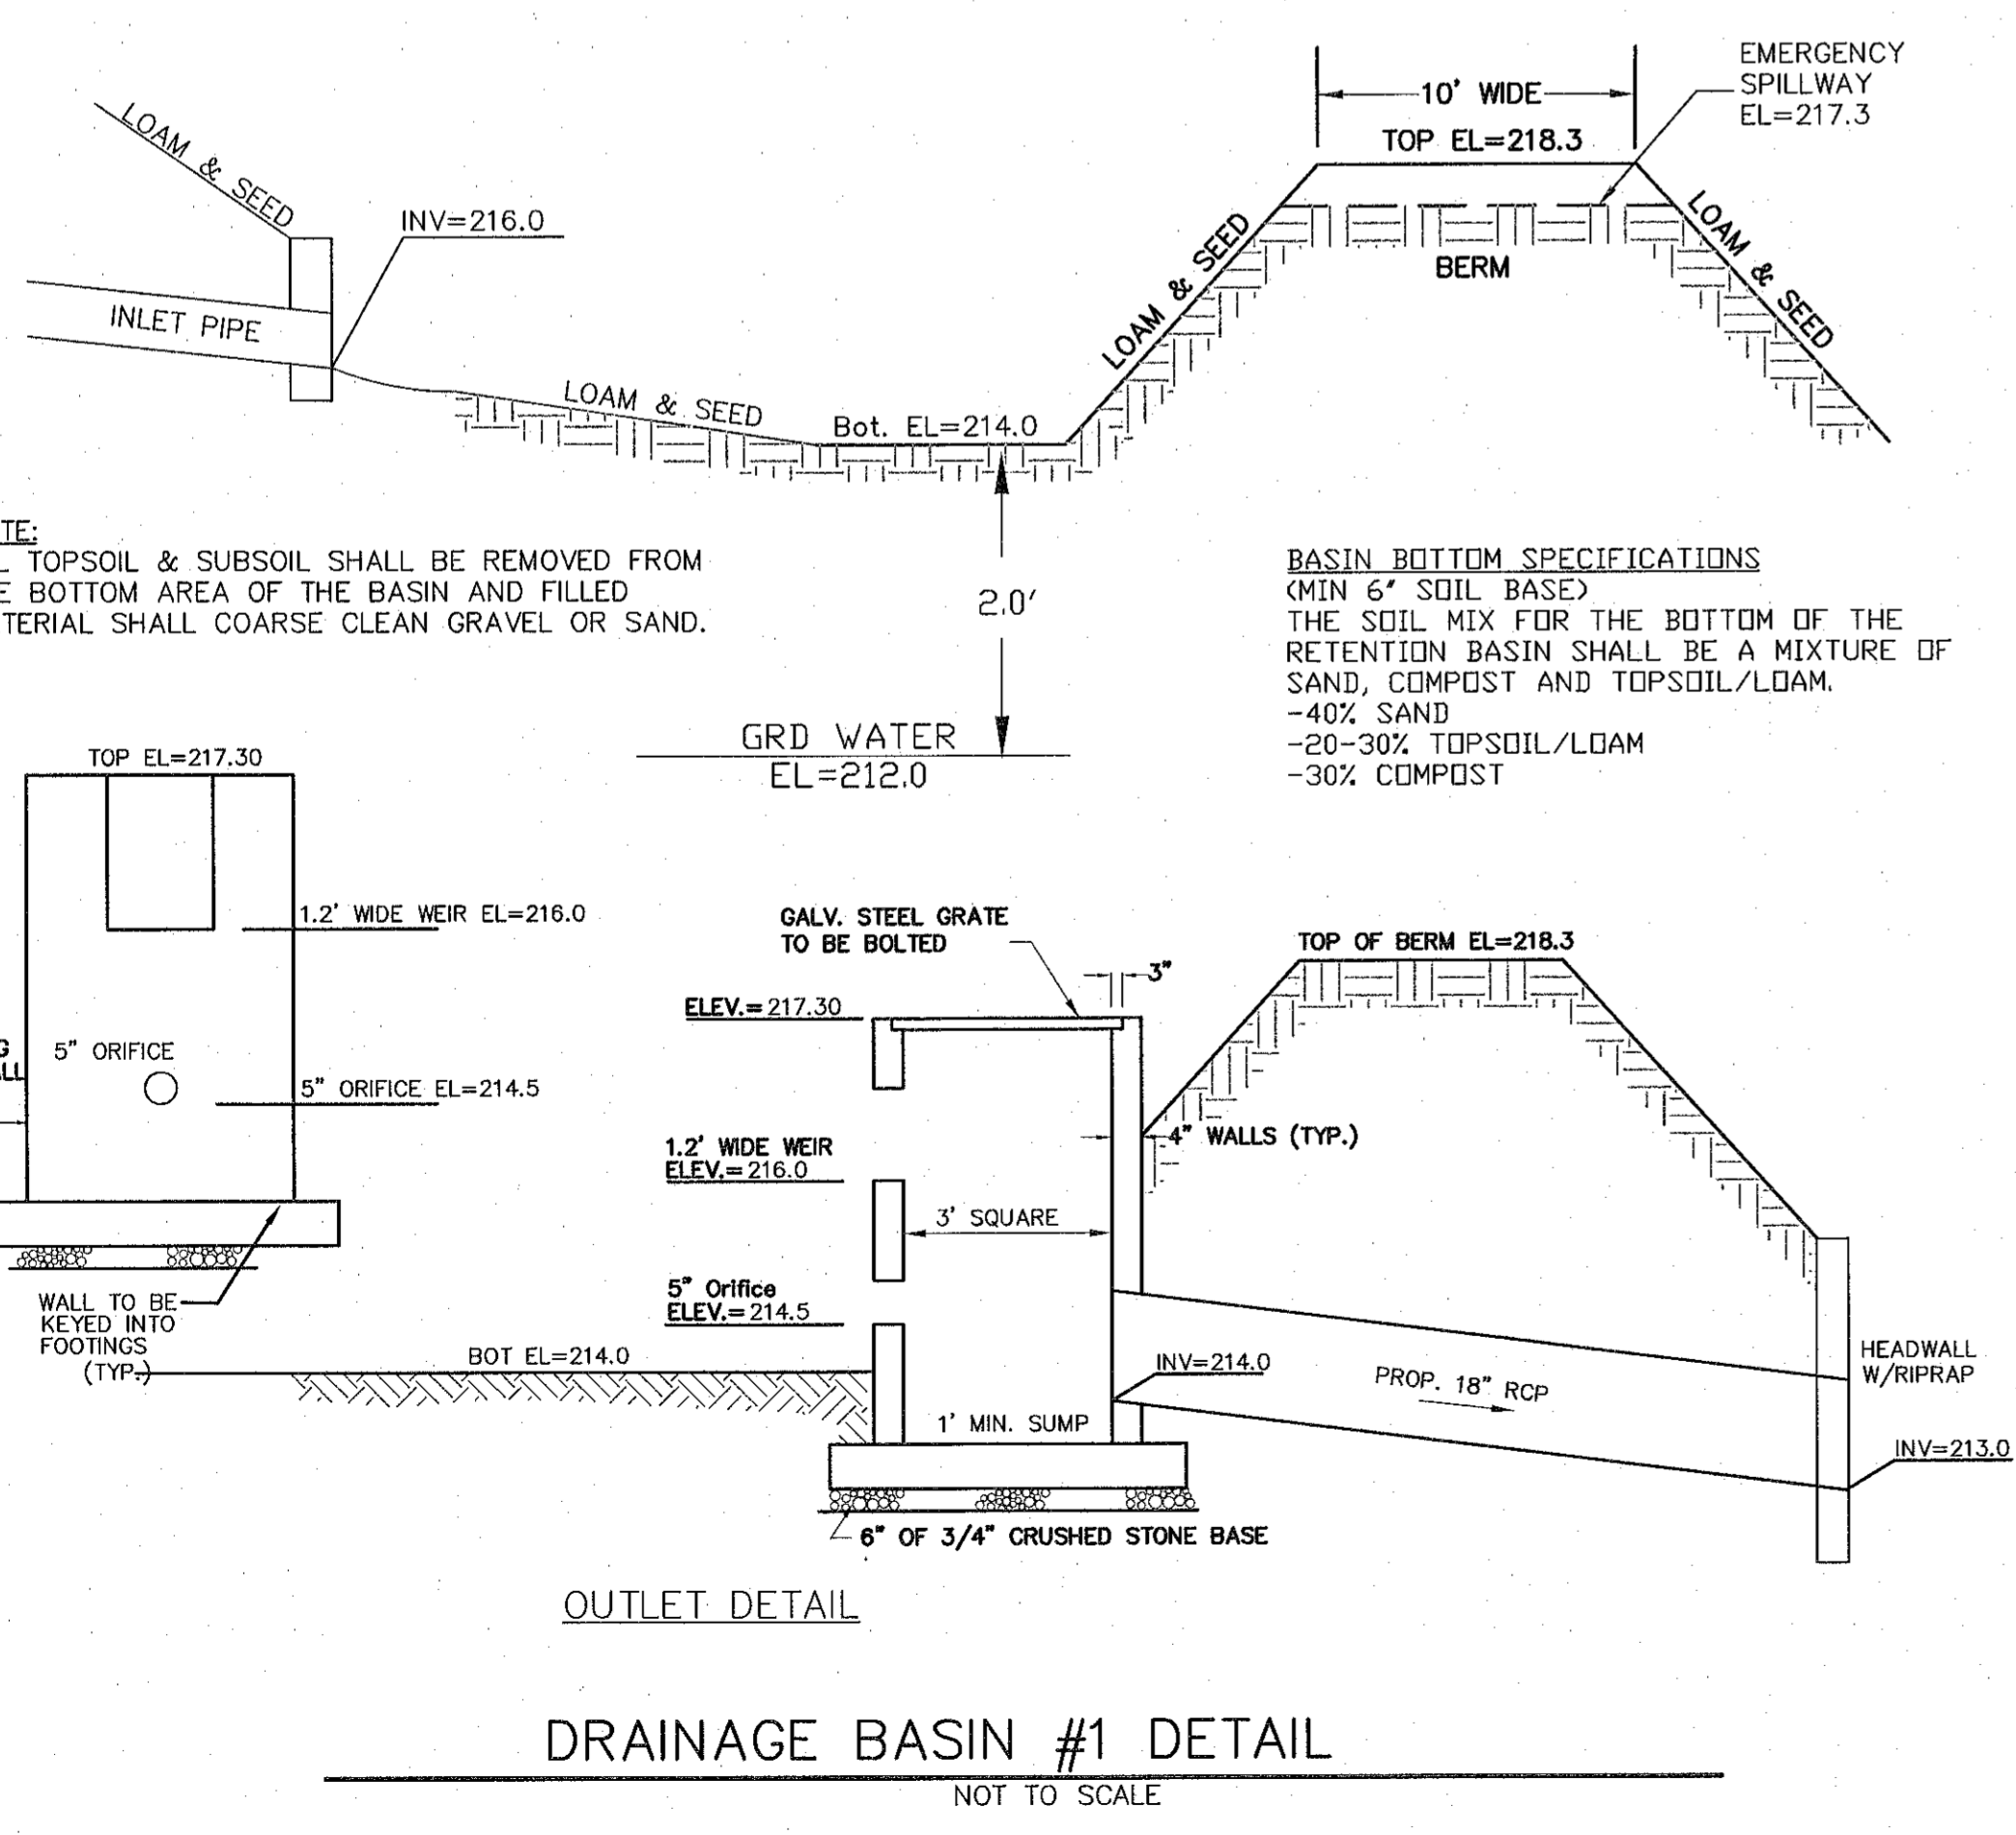 EMERGENCY
SPILLWAY
EL=217.3
10' WIDE
TOP EL=218.3
LOAM & SEED
INV=216.0
INLET PIPE
LOAM & SEED
Bot. EL=214.0
LOAM & SEED
BERM
LOAM & SEED
TE:
TOPSOIL & SUBSOIL SHALL BE REMOVED FROM
E BOTTOM AREA OF THE BASIN AND FILLED
TERIAL SHALL COARSE CLEAN GRAVEL OR SAND.
2.0'
GRD WATER
EL=212.0
BASIN BOTTOM SPECIFICATIONS
(MIN 6" SOIL BASE)
THE SOIL MIX FOR THE BOTTOM OF THE
RETENTION BASIN SHALL BE A MIXTURE OF
SAND, COMPOST AND TOPSOIL/LOAM.
-40% SAND
-20-30% TOPSOIL/LOAM
-30% COMPOST
TOP EL=217.30
1.2' WIDE WEIR EL=216.0
G
ALL
5" ORIFICE
5" ORIFICE EL=214.5
WALL TO BE
KEYED INTO
FOOTINGS
(TYP.)
BOT EL=214.0
GALV. STEEL GRATE
TO BE BOLTED
3"
ELEV.= 217.30
1.2' WIDE WEIR
ELEV.= 216.0
3' SQUARE
4" WALLS (TYP.)
5" Orifice
ELEV.= 214.5
1' MIN. SUMP
INV=214.0
TOP OF BERM EL=218.3
PROP. 18" RCP
HEADWALL
W/RIPRAP
INV=213.0
6" OF 3/4" CRUSHED STONE BASE
OUTLET DETAIL
DRAINAGE BASIN #1 DETAIL
NOT TO SCALE